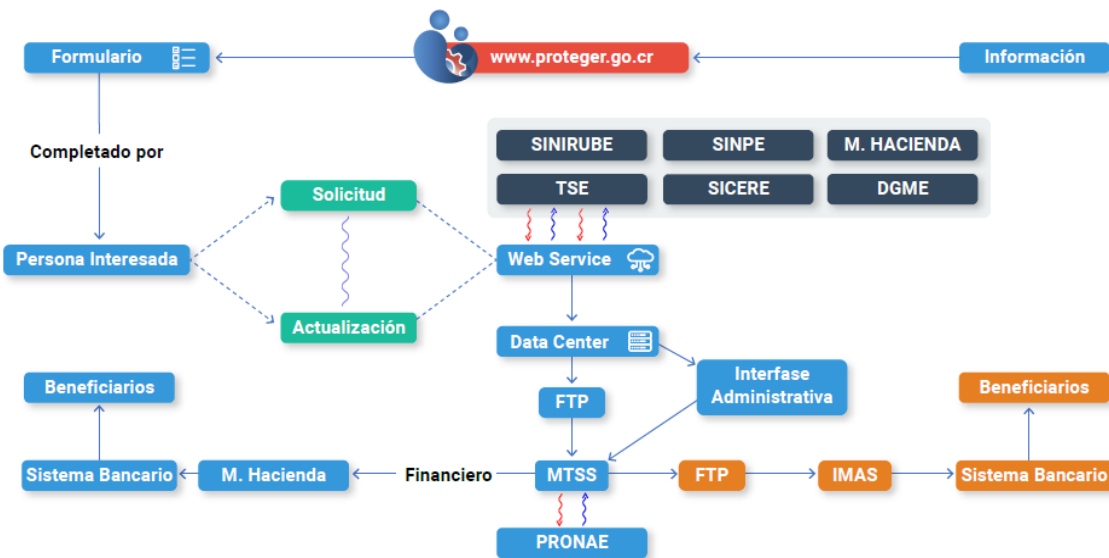 Formulario
www.proteger.go.cr
Información
Completado por
SINIRUBE
SINPE
M. HACIENDA
TSE
SICERE
DGME
Solicitud
Persona Interesada
Web Service
Actualización
Data Center
Interfase
Administrativa
Beneficiarios
FTP
Beneficiarios
Sistema Bancario
M. Hacienda
Financiero
MTSS
FTP
IMAS
Sistema Bancario
PRONAE